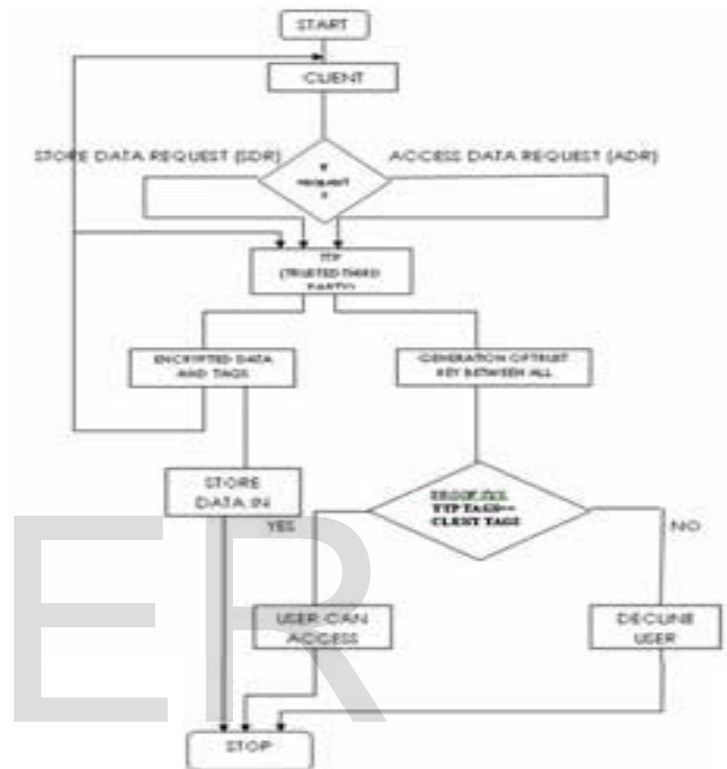 START
CLIENT
STORE DATA REQUEST (SDR)
ACCESS DATA REQUEST (ADR)
IF
REQUEST
TTP
(TRUSTED THIRD
PARTY)
ENCRYPTED DATA
AND TAGS
GENERATION OF TRUST
KEY BETWEEN ALL
STORE
DATA IN
TTP TAGS==
CLIENT TAGS
YES
NO
USER CAN
ACCESS
DECLINE
USER
STOP
ER